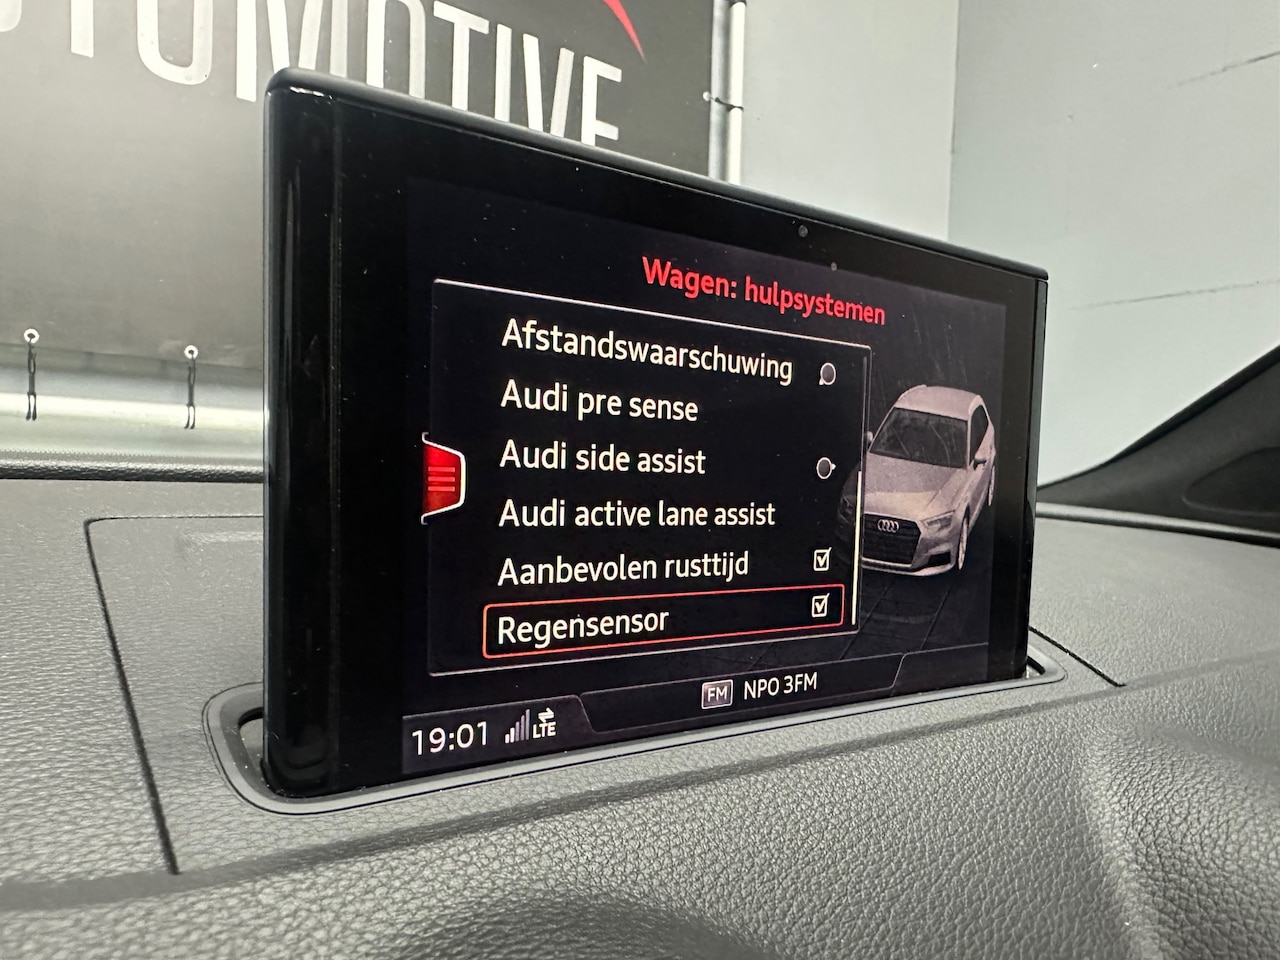 OTOMOTIVE
Wagen: hulpsystemen
Afstandswaarschuwing
Audi pre sense
Audi side assist
Audi active lane assist
Aanbevolen rusttijd
Regensensor
FM NPO 3FM
19:01 LTE